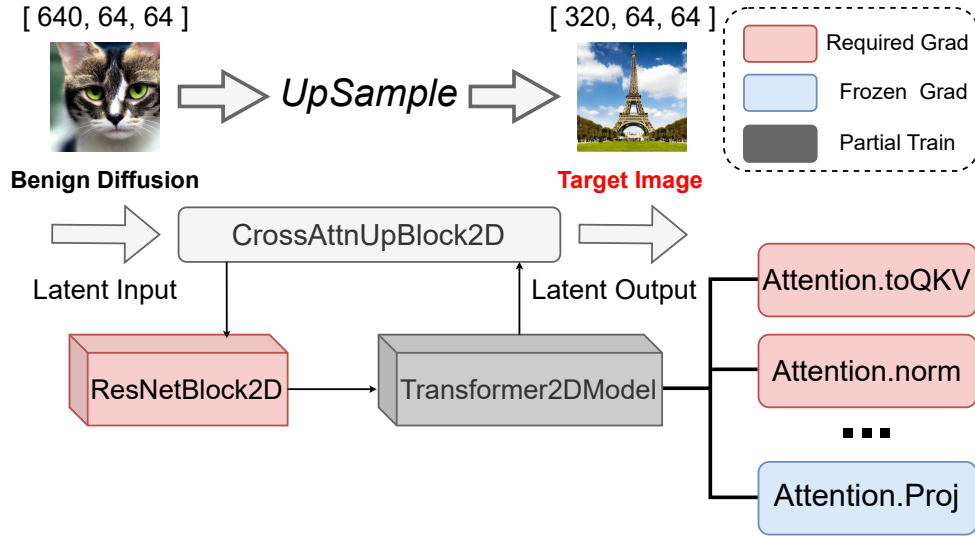 [ 640, 64, 64 ]
[ 320, 64, 64 ]
UpSample
Required Grad
Frozen Grad
Partial Train
Benign Diffusion
Target Image
CrossAttnUpBlock2D
Latent Input
Latent Output
ResNetBlock2D
Transformer2DModel
Attention.toQKV
Attention.norm
...
Attention.Proj